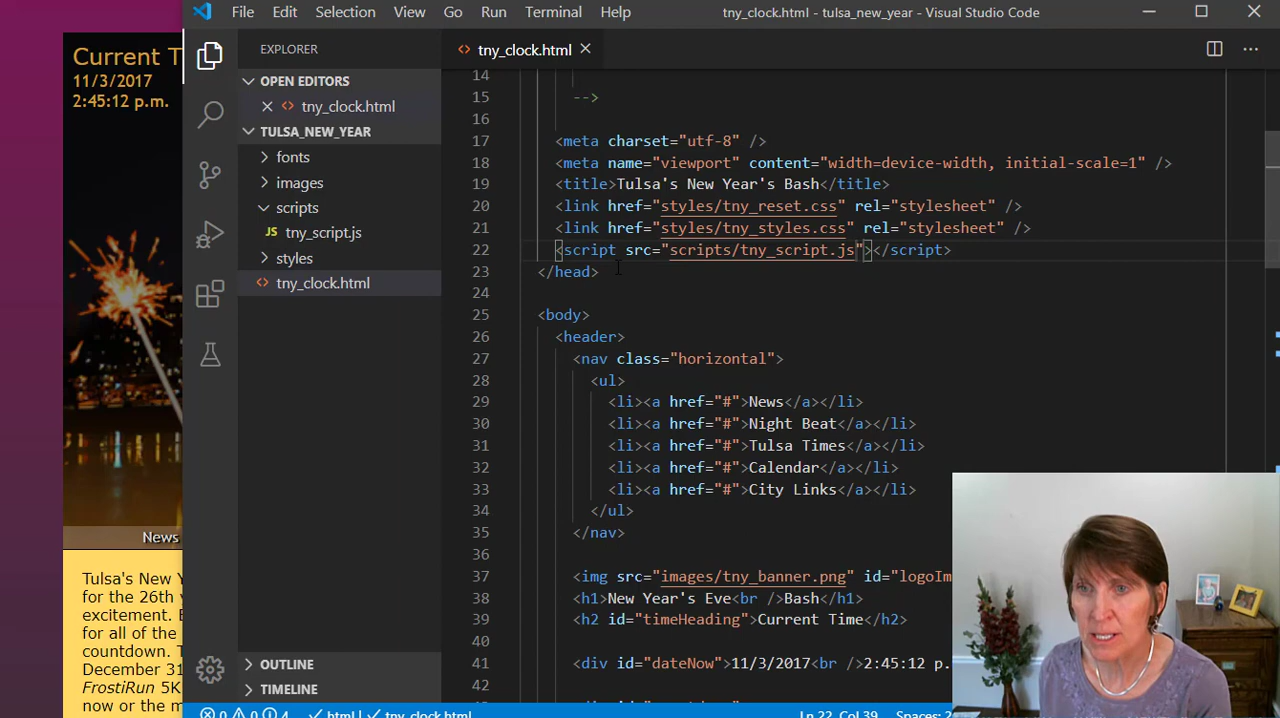 File Edit Selection View Go Run Terminal Help tny_clock.html - tulsa_new_year - Visual Studio Code
EXPLORER
OPEN EDITORS
tny_clock.html
TULSA_NEW_YEAR
fonts
images
scripts
JS tny_script.js
styles
tny_clock.html
OUTLINE
TIMELINE
tny_clock.html
14
15 -->
16
17 <meta charset="utf-8" />
18 <meta name="viewport" content="width=device-width, initial-scale=1" />
19 <title>Tulsa's New Year's Bash</title>
20 <link href="styles/tny_reset.css" rel="stylesheet" />
21 <link href="styles/tny_styles.css" rel="stylesheet" />
22 <script src="scripts/tny_script.js"></script>
23 </head>
24
25 <body>
26 <header>
27 <nav class="horizontal">
28 <ul>
29 <li><a href="#">News</a></li>
30 <li><a href="#">Night Beat</a></li>
31 <li><a href="#">Tulsa Times</a></li>
32 <li><a href="#">Calendar</a></li>
33 <li><a href="#">City Links</a></li>
34 </ul>
35 </nav>
36
37 <img src="images/tny_banner.png" id="logoIm
38 <h1>New Year's Eve<br />Bash</h1>
39 <h2 id="timeHeading">Current Time</h2>
40
41 <div id="dateNow">11/3/2017<br />2:45:12 p.
42
0 0 4 html tny_clock.html Ln 22, Col 39 Spaces: 2
Current T
11/3/2017
2:45:12 p.m.
News
Tulsa's New Y
for the 26th
excitement.
for all of the
countdown.
December 31
FrostiRun 5K
now or the m